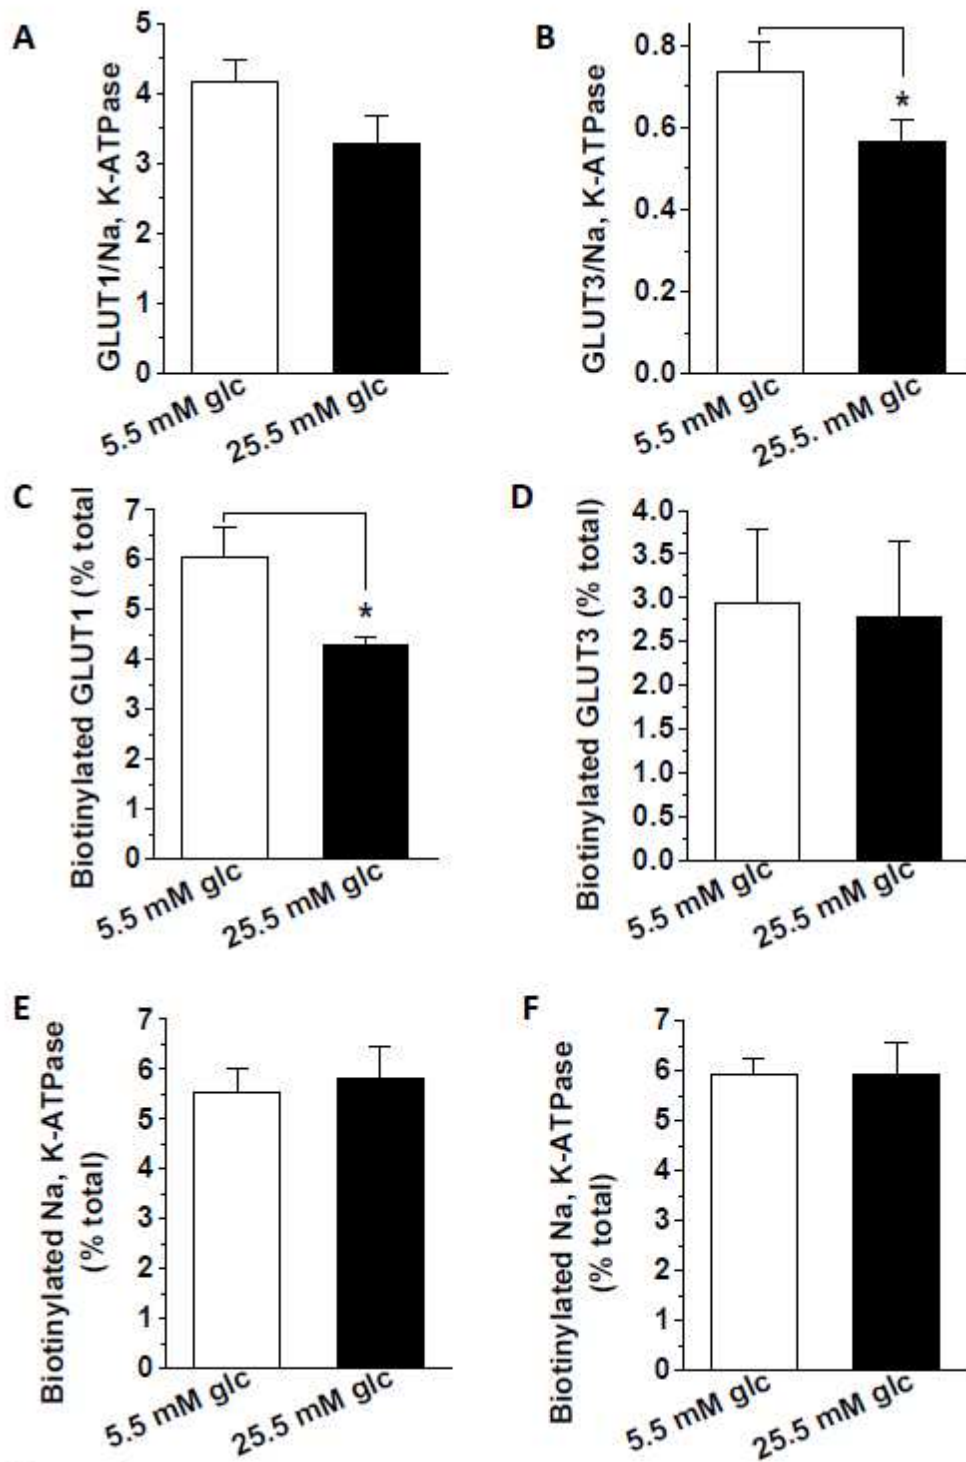 A
GLUT1/Na, K-ATPase
5
4
3
2
1
0
5.5 mM glc
25.5 mM glc
B
GLUT3/Na, K-ATPase
0.8
0.6
0.4
0.2
0.0
*
5.5 mM glc
25.5. mM glc
C
Biotinylated GLUT1 (% total
7
6
5
4
3
2
1
0
*
5.5 mM glc
25.5 mM glc
D
Biotinylated GLUT3 (% total)
4.0
3.5
3.0
2.5
2.0
1.5
1.0
0.5
0.0
5.5 mM glc
25.5 mM glc
E
Biotinylated Na, K-ATPase
(% total)
7
6
5
4
3
2
1
0
5.5 mM glc
25.5 mM glc
F
Biotinylated Na, K-ATPase
(% total)
7
6
5
4
3
2
1
0
5.5 mM glc
25.5 mM glc